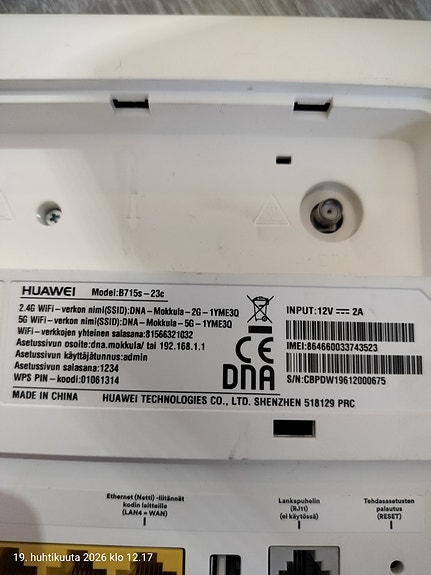 HUAWEI Model:B715s-23c
2.4G WiFi-verkon nimi(SSID):DNA-Mokkula-2G-1YME3Q
5G WiFi-verkon nimi(SSID):DNA-Mokkula-5G-1YME3Q
WiFi-verkkojen yhteinen salasana:81566321032
Asetussivun osoite:dna.mokkula/ tai 192.168.1.1
Asetussivun käyttäjätunnus:admin
Asetussivun salasana:1234
WPS PIN-koodi:01061314
CE
DNA
INPUT:12V ⎓ 2A
IMEI:864660033743523
S/N:CBPDW19612000675
MADE IN CHINA HUAWEI TECHNOLOGIES CO., LTD. SHENZHEN 518129 PRC
Ethernet (Netti) -liitännät
kodin laitteille
(LAN4 = WAN)
Lankapuhelin
(RJ11)
(ei käytössä)
Tehdasasetusten
palautus
(RESET)
19. huhtikuuta 2026 klo 12.17